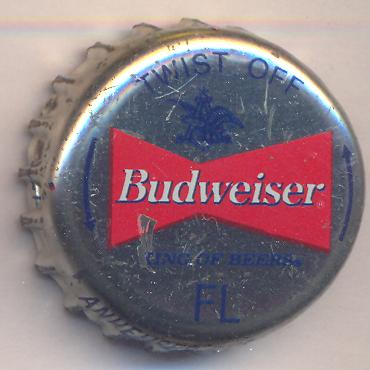 TWIST OFF
Budweiser
KING OF BEERS®
FL